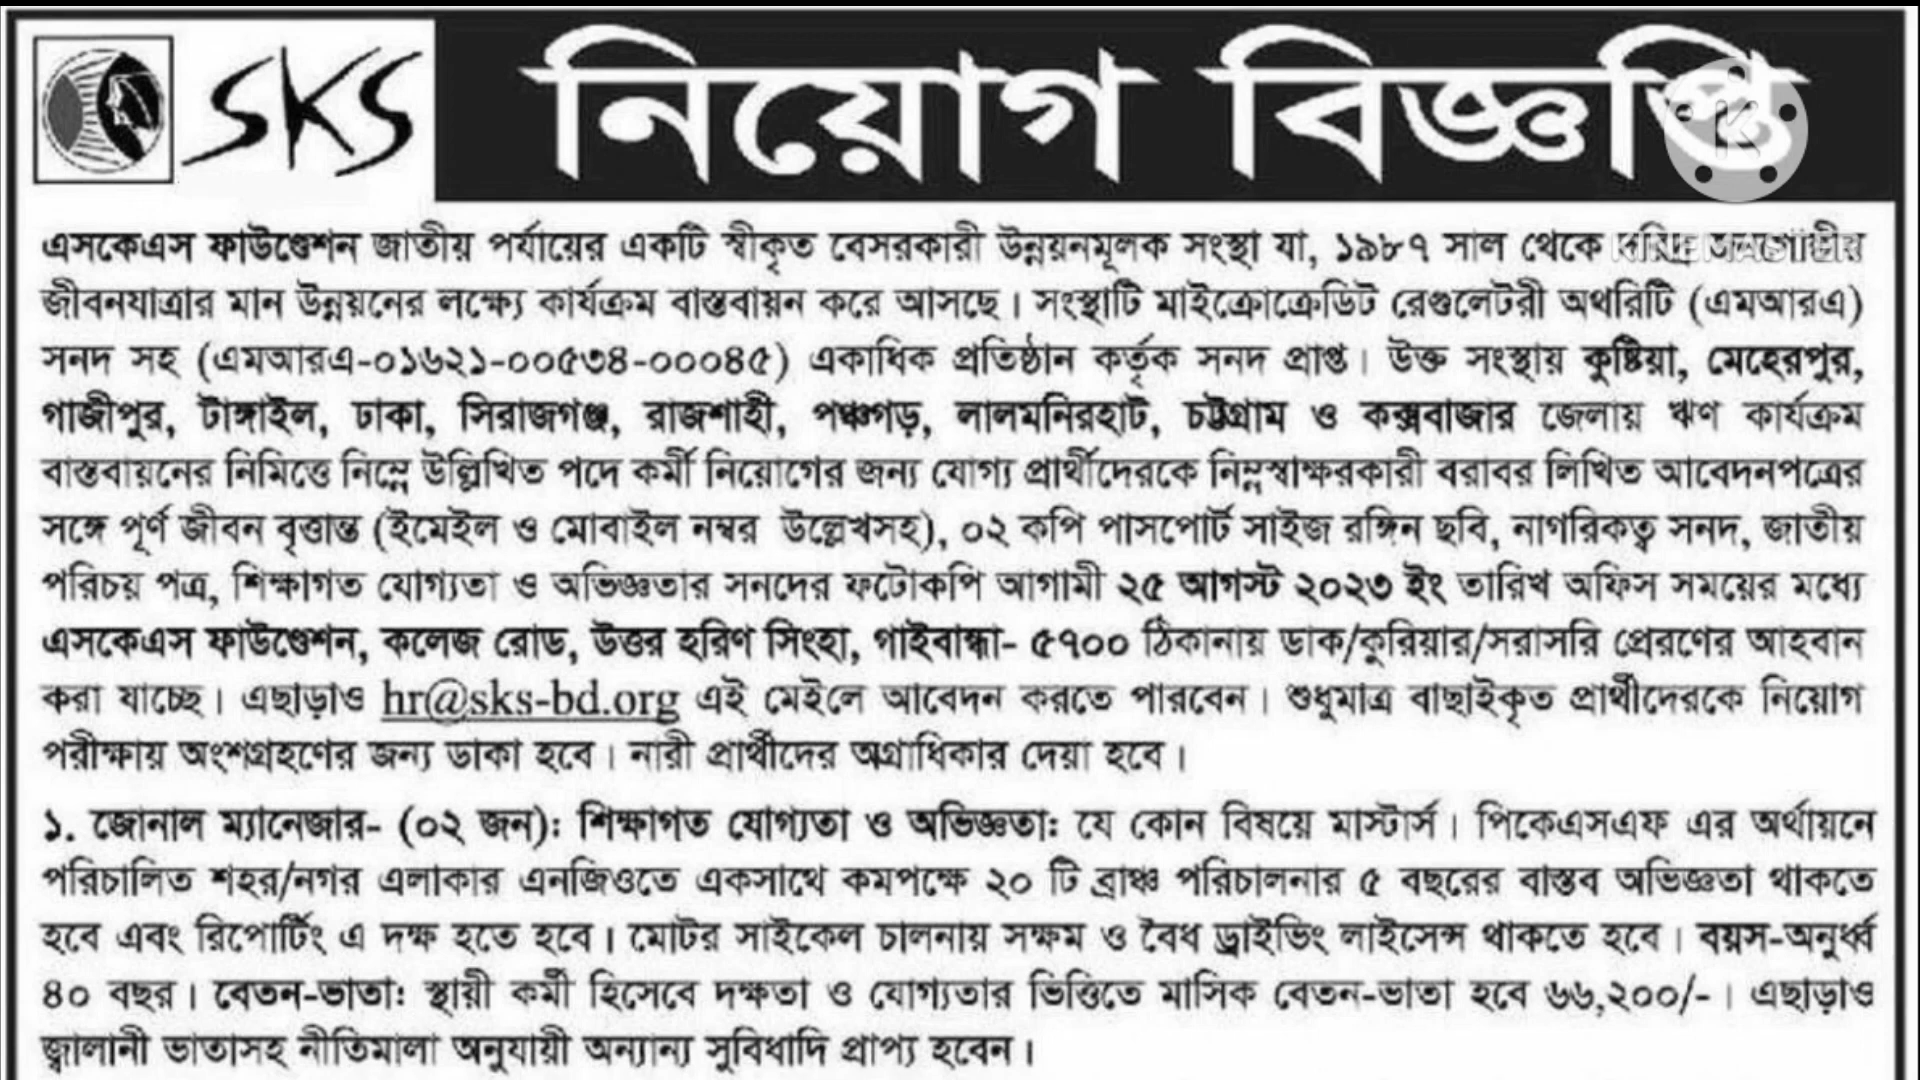 SKS নিয়োগ বিজ্ঞপ্তি
এসকেএস ফাউণ্ডেশন জাতীয় পর্যায়ের একটি স্বীকৃত বেসরকারী উন্নয়নমূলক সংস্থা যা, ১৯৮৭ সাল থেকে
KINEMASTER
জীবনযাত্রার মান উন্নয়নের লক্ষ্যে কার্যক্রম বাস্তবায়ন করে আসছে। সংস্থাটি মাইক্রোক্রেডিট রেগুলেটরী অথরিটি (এমআরএ)
সনদ সহ (এমআরএ-০১৬২১-০০৫৩৪-০০০৪৫) একাধিক প্রতিষ্ঠান কর্তৃক সনদ প্রাপ্ত। উক্ত সংস্থায় কুষ্টিয়া, মেহেরপুর,
গাজীপুর, টাঙ্গাইল, ঢাকা, সিরাজগঞ্জ, রাজশাহী, পঞ্চগড়, লালমনিরহাট, চট্টগ্রাম ও কক্সবাজার জেলায় ঋণ কার্যক্রম
বাস্তবায়নের নিমিত্তে নিম্নে উল্লিখিত পদে কর্মী নিয়োগের জন্য যোগ্য প্রার্থীদেরকে নিম্নস্বাক্ষরকারী বরাবর লিখিত আবেদনপত্রের
সঙ্গে পূর্ণ জীবন বৃত্তান্ত (ইমেইল ও মোবাইল নম্বর উল্লেখসহ), ০২ কপি পাসপোর্ট সাইজ রঙ্গিন ছবি, নাগরিকত্ব সনদ, জাতীয়
পরিচয় পত্র, শিক্ষাগত যোগ্যতা ও অভিজ্ঞতার সনদের ফটোকপি আগামী ২৫ আগস্ট ২০২৩ ইং তারিখ অফিস সময়ের মধ্যে
এসকেএস ফাউণ্ডেশন, কলেজ রোড, উত্তর হরিণ সিংহা, গাইবান্ধা- ৫৭০০ ঠিকানায় ডাক/কুরিয়ার/সরাসরি প্রেরণের আহবান
করা যাচ্ছে। এছাড়াও hr@sks-bd.org এই মেইলে আবেদন করতে পারবেন। শুধুমাত্র বাছাইকৃত প্রার্থীদেরকে নিয়োগ
পরীক্ষায় অংশগ্রহণের জন্য ডাকা হবে। নারী প্রার্থীদের অগ্রাধিকার দেয়া হবে।
১. জোনাল ম্যানেজার- (০২ জন): শিক্ষাগত যোগ্যতা ও অভিজ্ঞতা: যে কোন বিষয়ে মাস্টার্স। পিকেএসএফ এর অর্থায়নে
পরিচালিত শহর/নগর এলাকার এনজিওতে একসাথে কমপক্ষে ২০ টি ব্রাঞ্চ পরিচালনার ৫ বছরের বাস্তব অভিজ্ঞতা থাকতে
হবে এবং রিপোর্টিং এ দক্ষ হতে হবে। মোটর সাইকেল চালনায় সক্ষম ও বৈধ ড্রাইভিং লাইসেন্স থাকতে হবে। বয়স-অনুর্ধ্ব
৪০ বছর। বেতন-ভাতা: স্থায়ী কর্মী হিসেবে দক্ষতা ও যোগ্যতার ভিত্তিতে মাসিক বেতন-ভাতা হবে ৬৬,২০০/-। এছাড়াও
জ্বালানী ভাতাসহ নীতিমালা অনুযায়ী অন্যান্য সুবিধাদি প্রাপ্য হবেন।